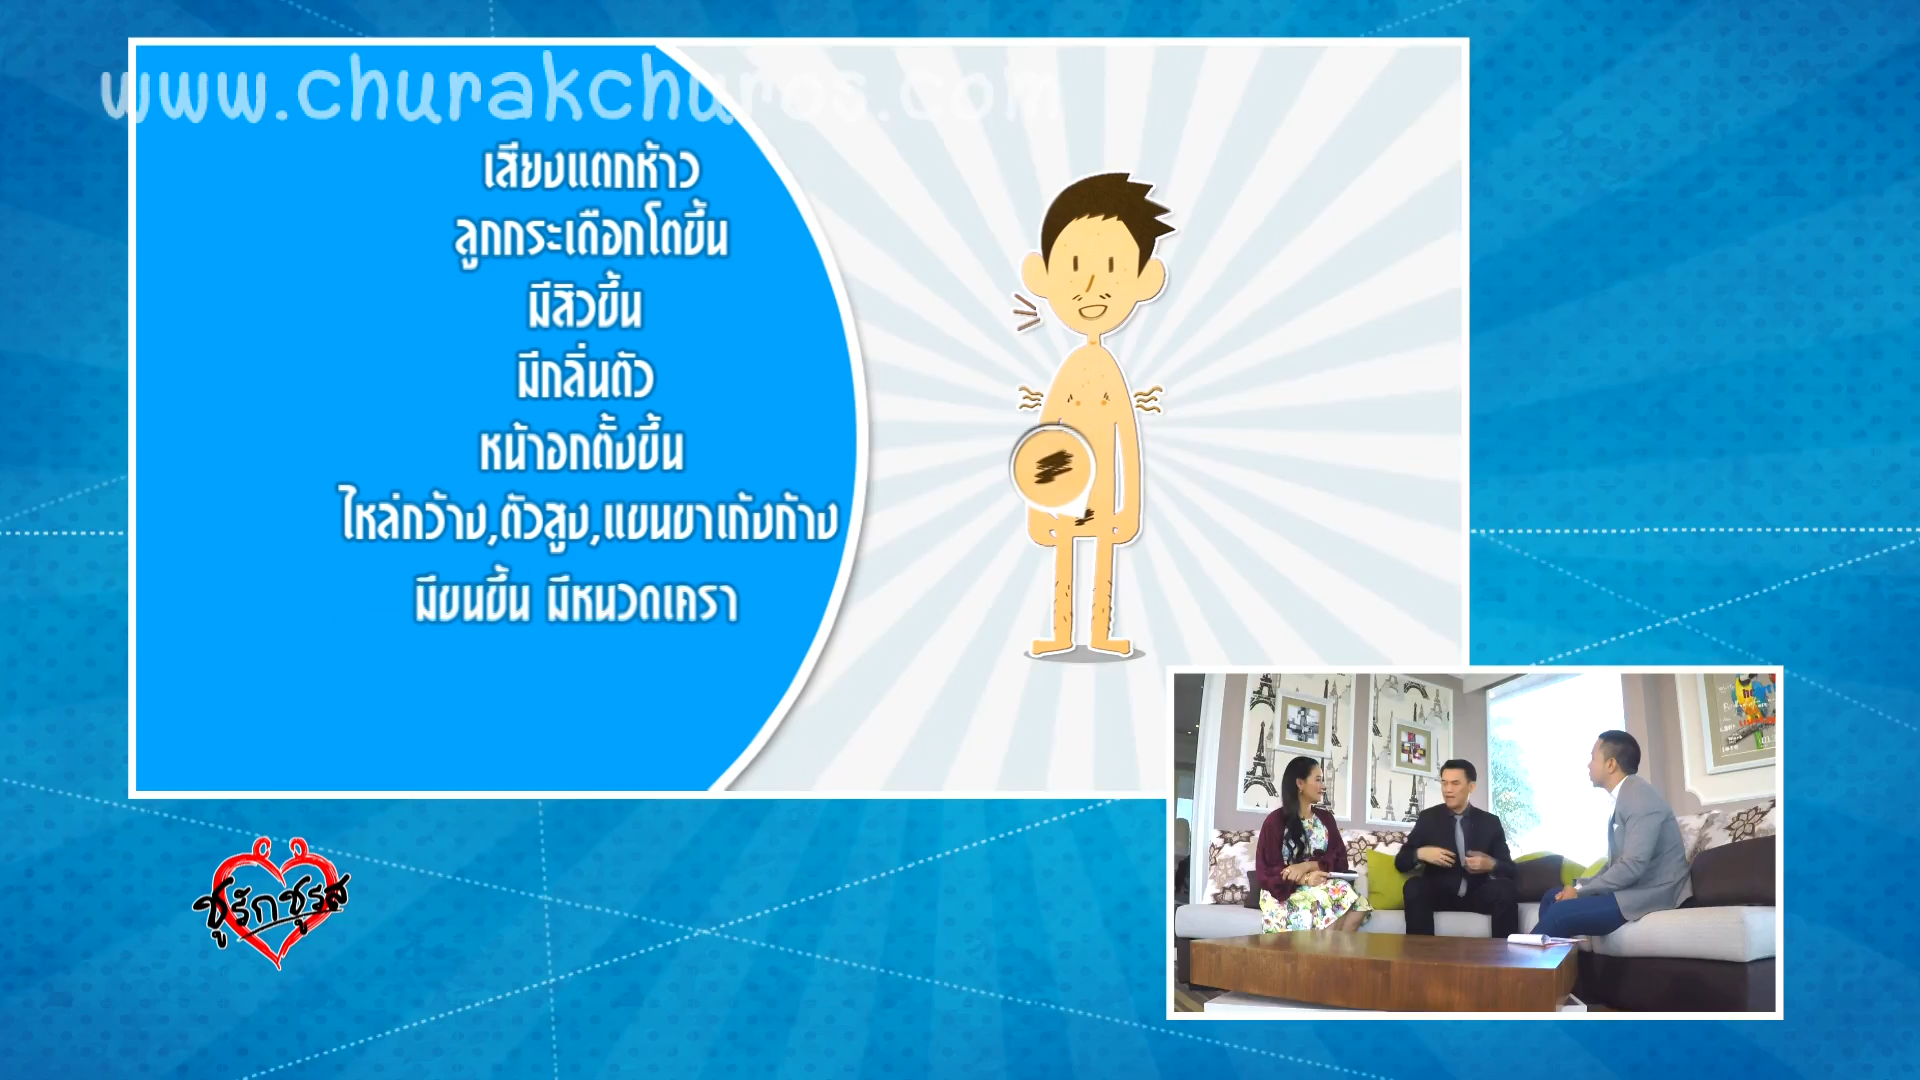 www.churakchuros.com
เสียงแตกห้าว
ลูกกระเดือกโตขึ้น
มีสิวขึ้น
มีกลิ่นตัว
หน้าอกตั้งขึ้น
ไหล่กว้าง,ตัวสูง,แขนขาเก้งก้าง
มีขนขึ้น มีหนวดเครา
ชูรักชูรส